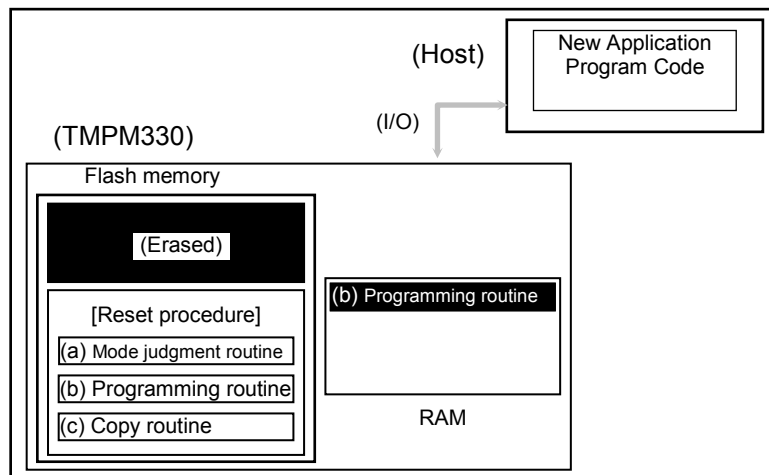 (Host)
New Application
Program Code
(I/O)
(TMPM330)
Flash memory
(Erased)
[Reset procedure]
(a) Mode judgment routine
(b) Programming routine
(c) Copy routine
(b) Programming routine
RAM